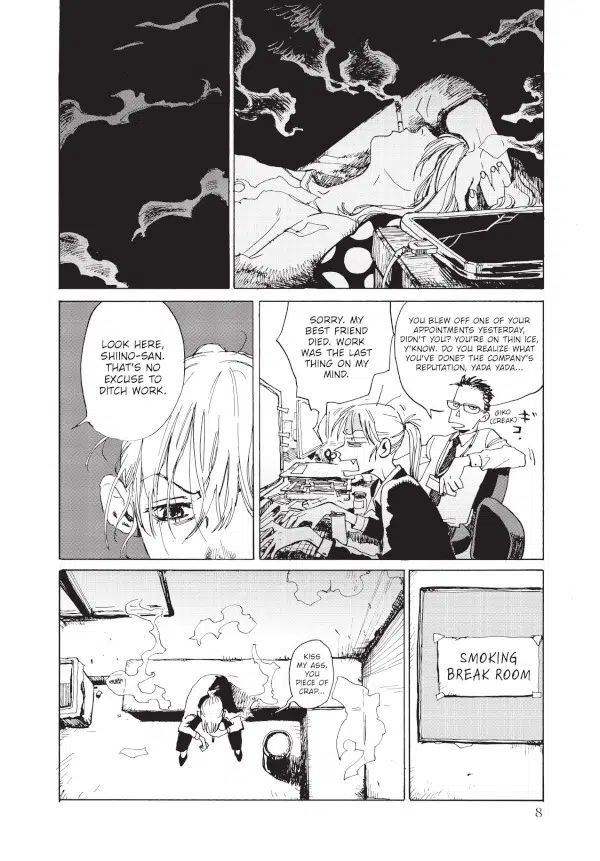 YOU BLEW OFF ONE OF YOUR
APPOINTMENTS YESTERDAY,
DIDN'T YOU? YOU'RE ON THIN ICE,
Y'KNOW. DO YOU REALIZE WHAT
YOU'VE DONE? THE COMPANY'S
REPUTATION, YADA YADA...
GIKO
(CREAK)
ギ
コ
SORRY. MY
BEST FRIEND
DIED. WORK
WAS THE LAST
THING ON MY
MIND.
LOOK HERE,
SHIINO-SAN.
THAT'S NO
EXCUSE TO
DITCH WORK.
SMOKING
BREAK ROOM
KISS
MY ASS,
YOU
PIECE OF
CRAP...
8